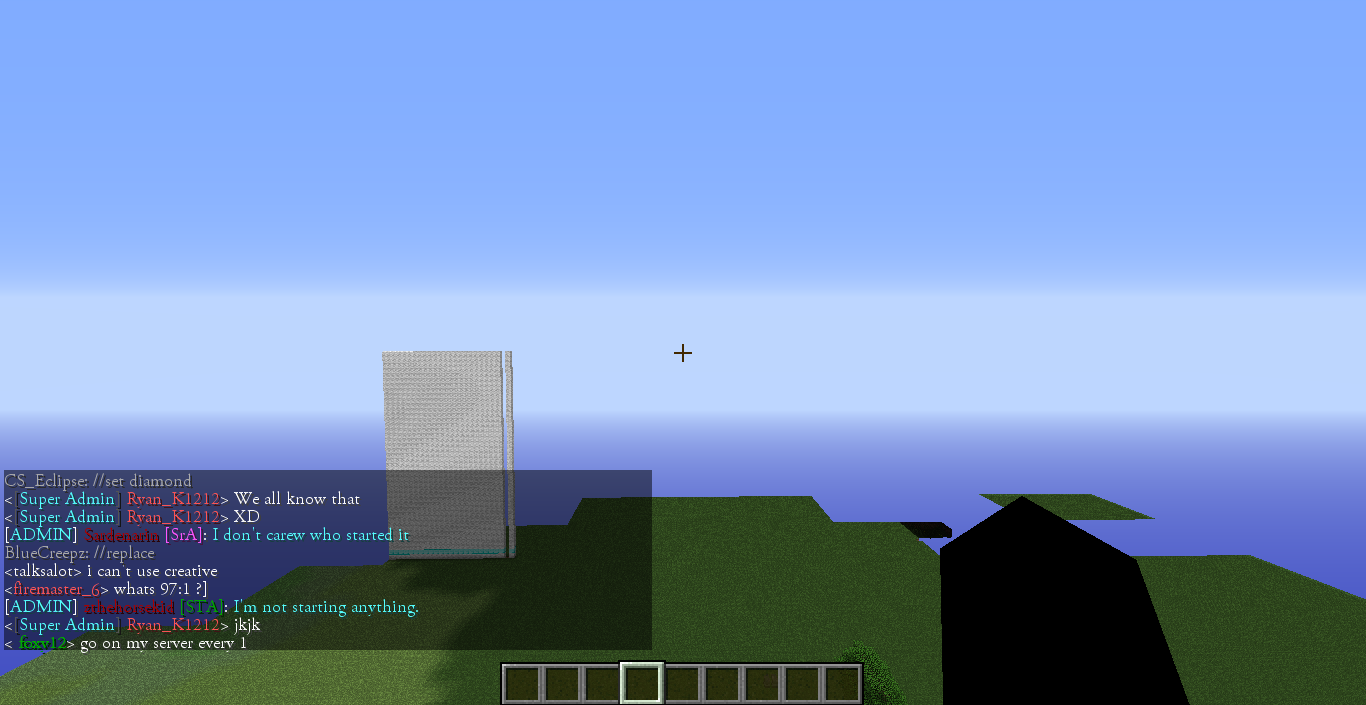 CS_Eclipse: //set diamond
<[Super Admin] Ryan_K1212> We all know that
<[Super Admin] Ryan_K1212> XD
[ADMIN] Sardenarin [SrA]: I don't carew who started it
BlueCreepz: //replace
<talksalot> i can't use creative
<firemaster_6> whats 97:1 ?]
[ADMIN] zthehorsekid [STA]: I'm not starting anything.
<[Super Admin] Ryan_K1212> jkjk
< foxy12> go on my server every 1